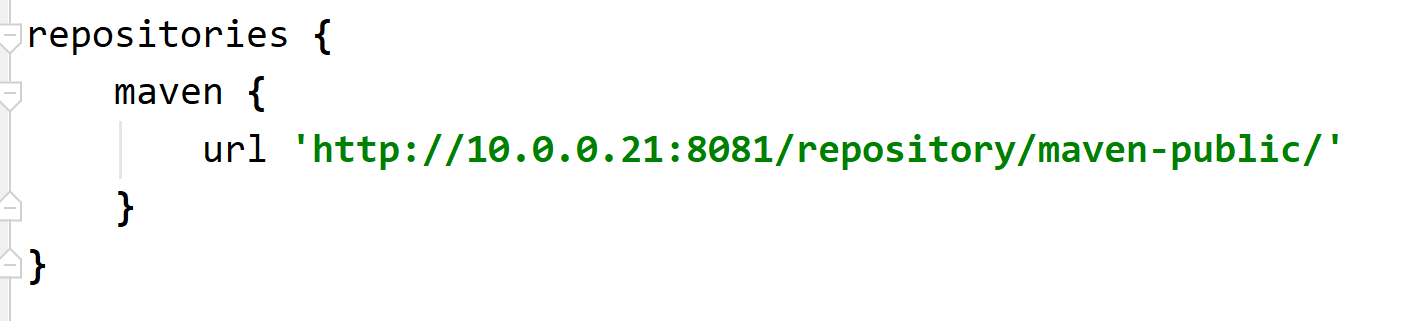 repositories {
    maven {
        url 'http://10.0.0.21:8081/repository/maven-public/'
    }
}